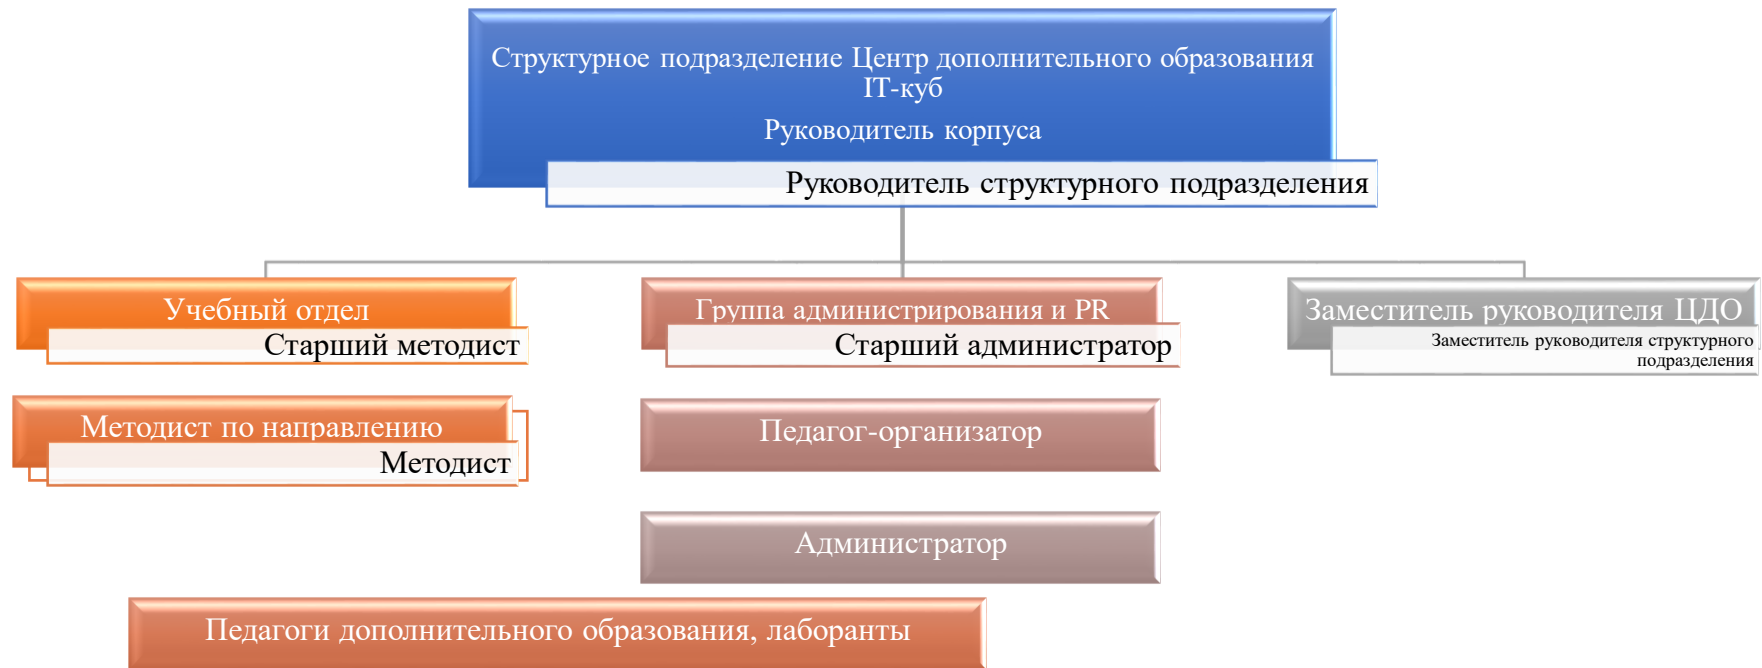 Структурное подразделение Центр дополнительного образования
IT-куб
Руководитель корпуса
Руководитель структурного подразделения
Учебный отдел
Старший методист
Группа администрирования и PR
Старший администратор
Заместитель руководителя ЦДО
Заместитель руководителя структурного
подразделения
Методист по направлению
Методист
Педагог-организатор
Администратор
Педагоги дополнительного образования, лаборанты